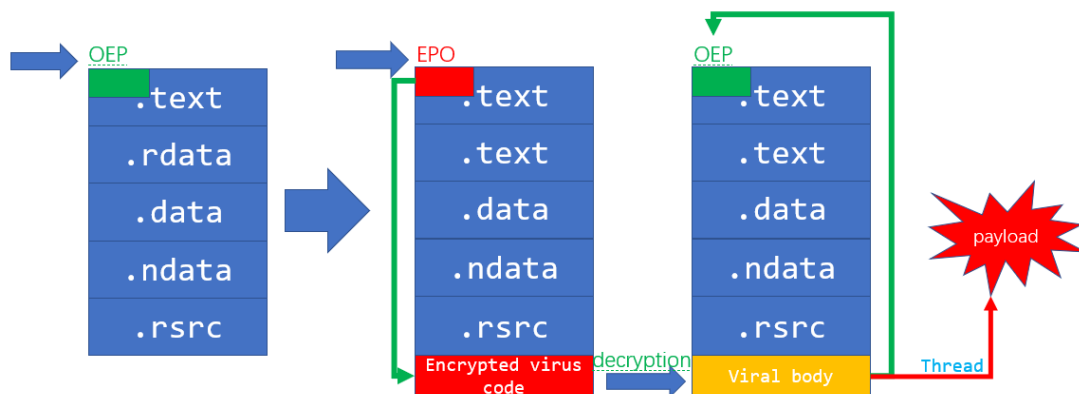 OEP
.text
.rdata
.data
.ndata
.rsrc
EPO
.text
.text
.data
.ndata
.rsrc
Encrypted virus
code
decryption
OEP
.text
.text
.data
.ndata
.rsrc
Viral body
Thread
payload